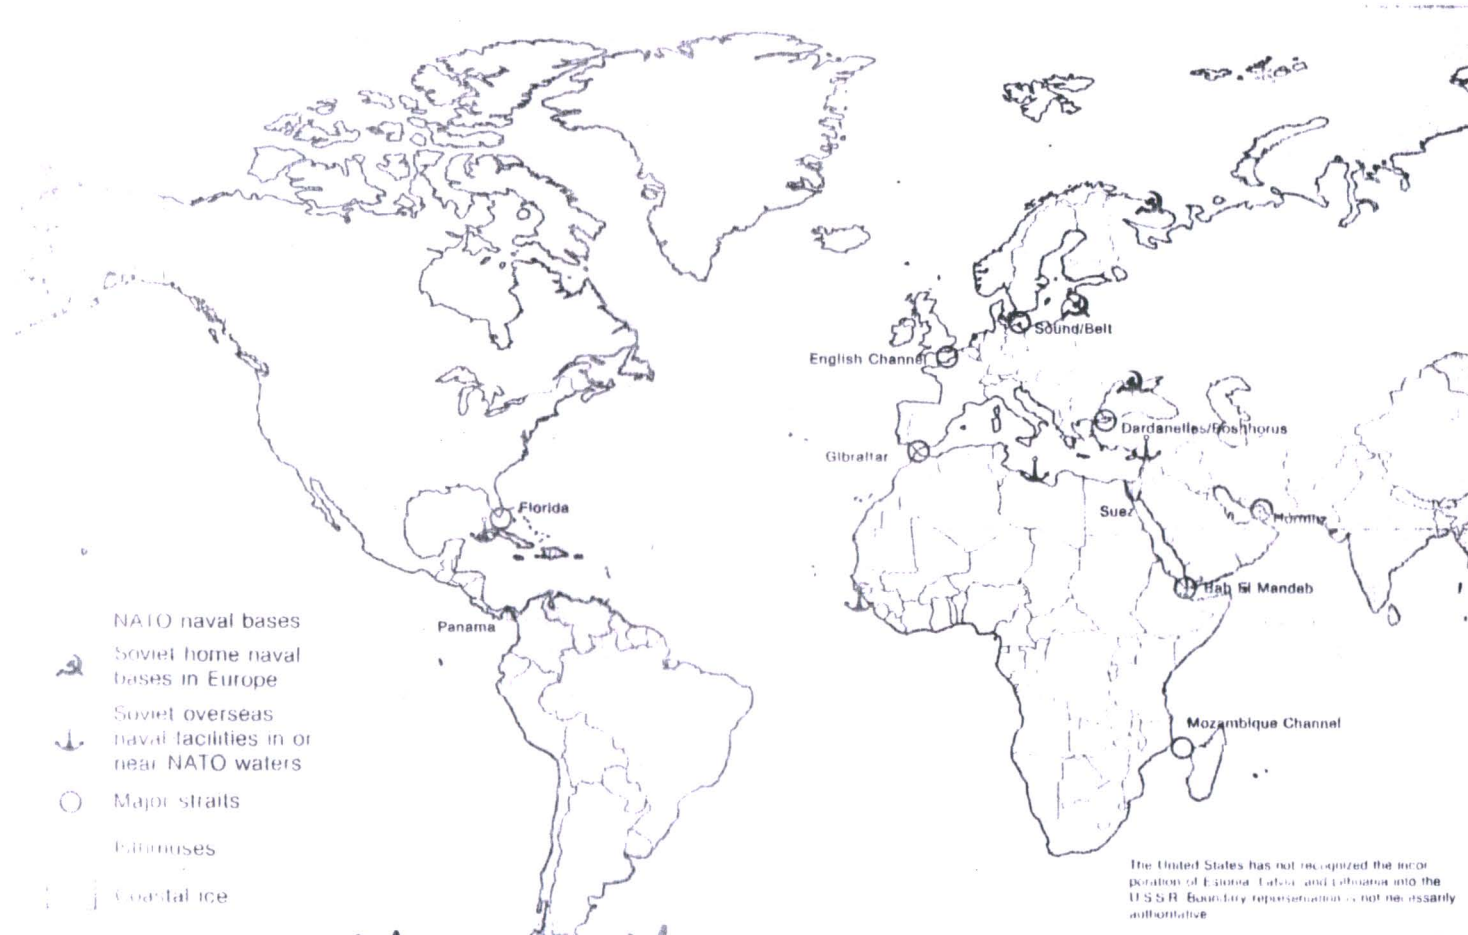 Sound/Belt
English Channel
Dardanelles/Bosphorus
Gibraltar
Florida
Suez
Hormuz
Bab El Mandab
Panama
NATO naval bases
Soviet home naval
bases in Europe
Soviet overseas
naval facilities in or
near NATO waters
Mozambique Channel
Major straits
Isthmuses
Coastal ice
The United States has not recognized the incor
poration of Estonia, Latvia, and Lithuania into the
U.S.S.R. Boundary representation is not necessarily
authoritative